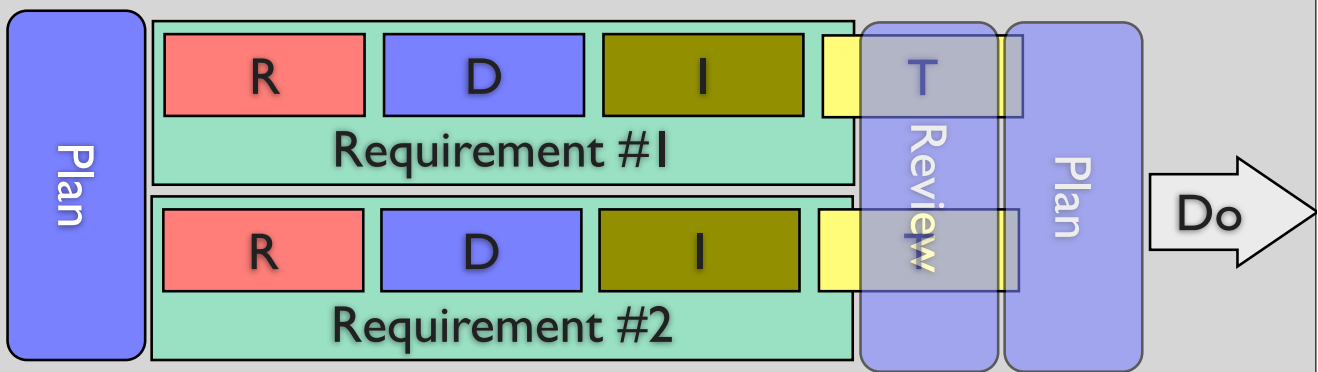 Plan
R D I T
Requirement #1
R D I T
Requirement #2
Review
Plan
Do